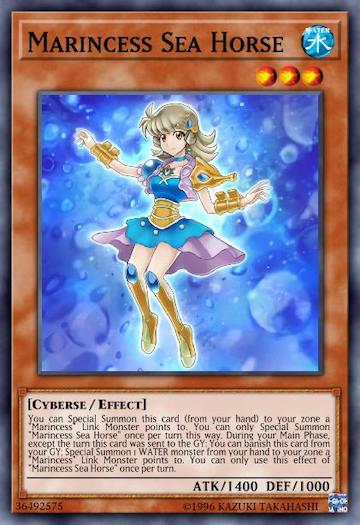 Marincess Sea Horse
WATER
水
[Cyberse / Effect]
You can Special Summon this card (from your hand) to your zone a
"Marincess" Link Monster points to. You can only Special Summon
"Marincess Sea Horse" once per turn this way. During your Main Phase,
except the turn this card was sent to the GY: You can banish this card from
your GY; Special Summon 1 WATER monster from your hand to your zone a
"Marincess" Link Monster points to. You can only use this effect of
"Marincess Sea Horse" once per turn.
ATK/1400 DEF/1000
36492575
©1996 KAZUKI TAKAHASHI